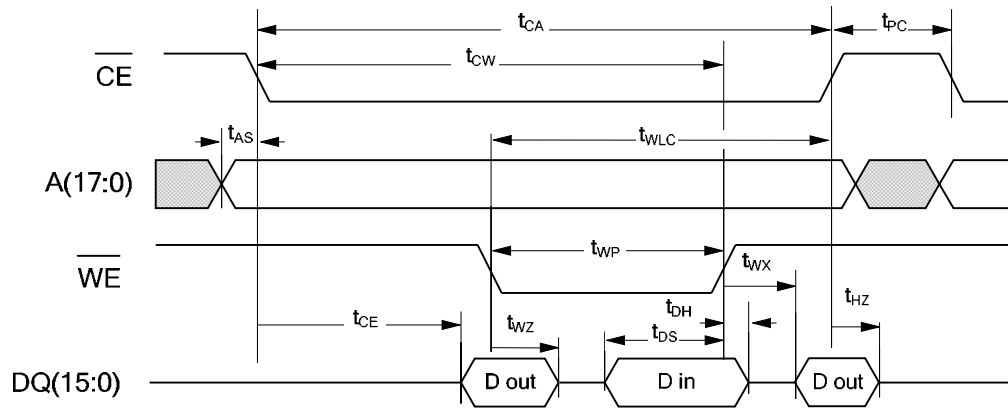 tCA
tPC
CE
tCW
tAS
tWLC
A(17:0)
tWP
WE
tWX
tCE
tWZ
tDH
tHZ
tDS
DQ(15:0)
D out
D in
D out